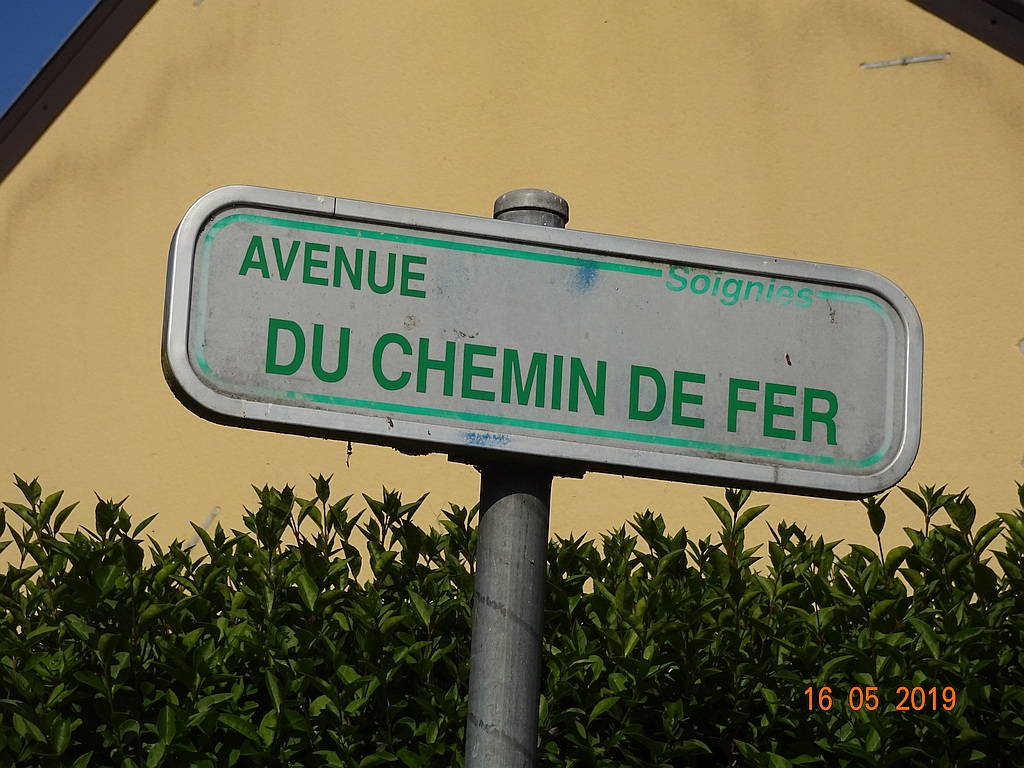 AVENUE
Soignies
DU CHEMIN DE FER
16 05 2019